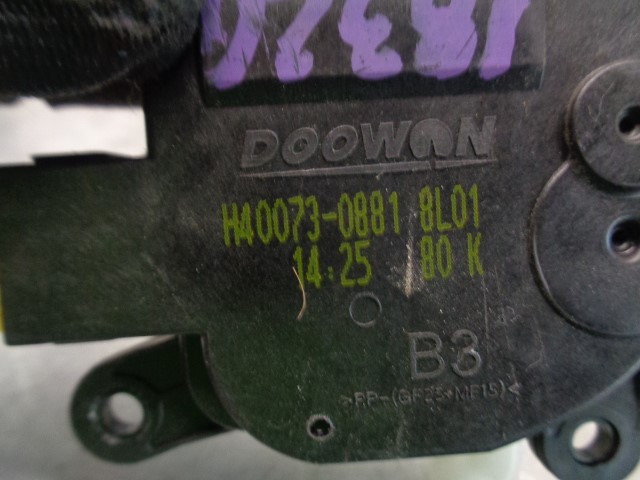 DOOWON
H40073-0881 8L01
14:25 80 K
B3
>PP-(GF25+MF15)<